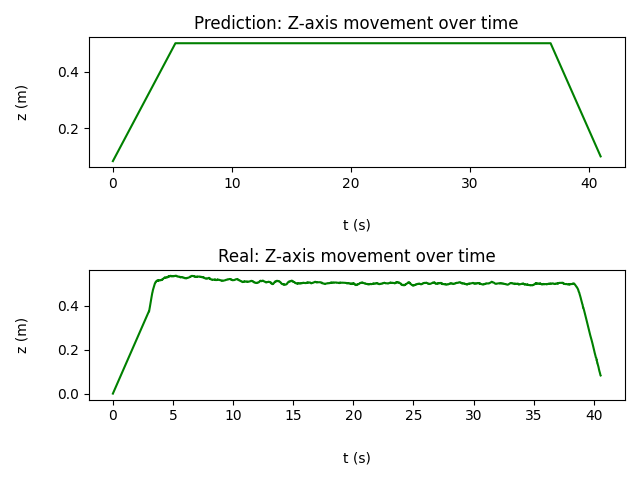 Prediction: Z-axis movement over time
z (m)
0.4
0.2
0 10 20 30 40
t (s)
Real: Z-axis movement over time
z (m)
0.4
0.2
0.0
0 5 10 15 20 25 30 35 40
t (s)